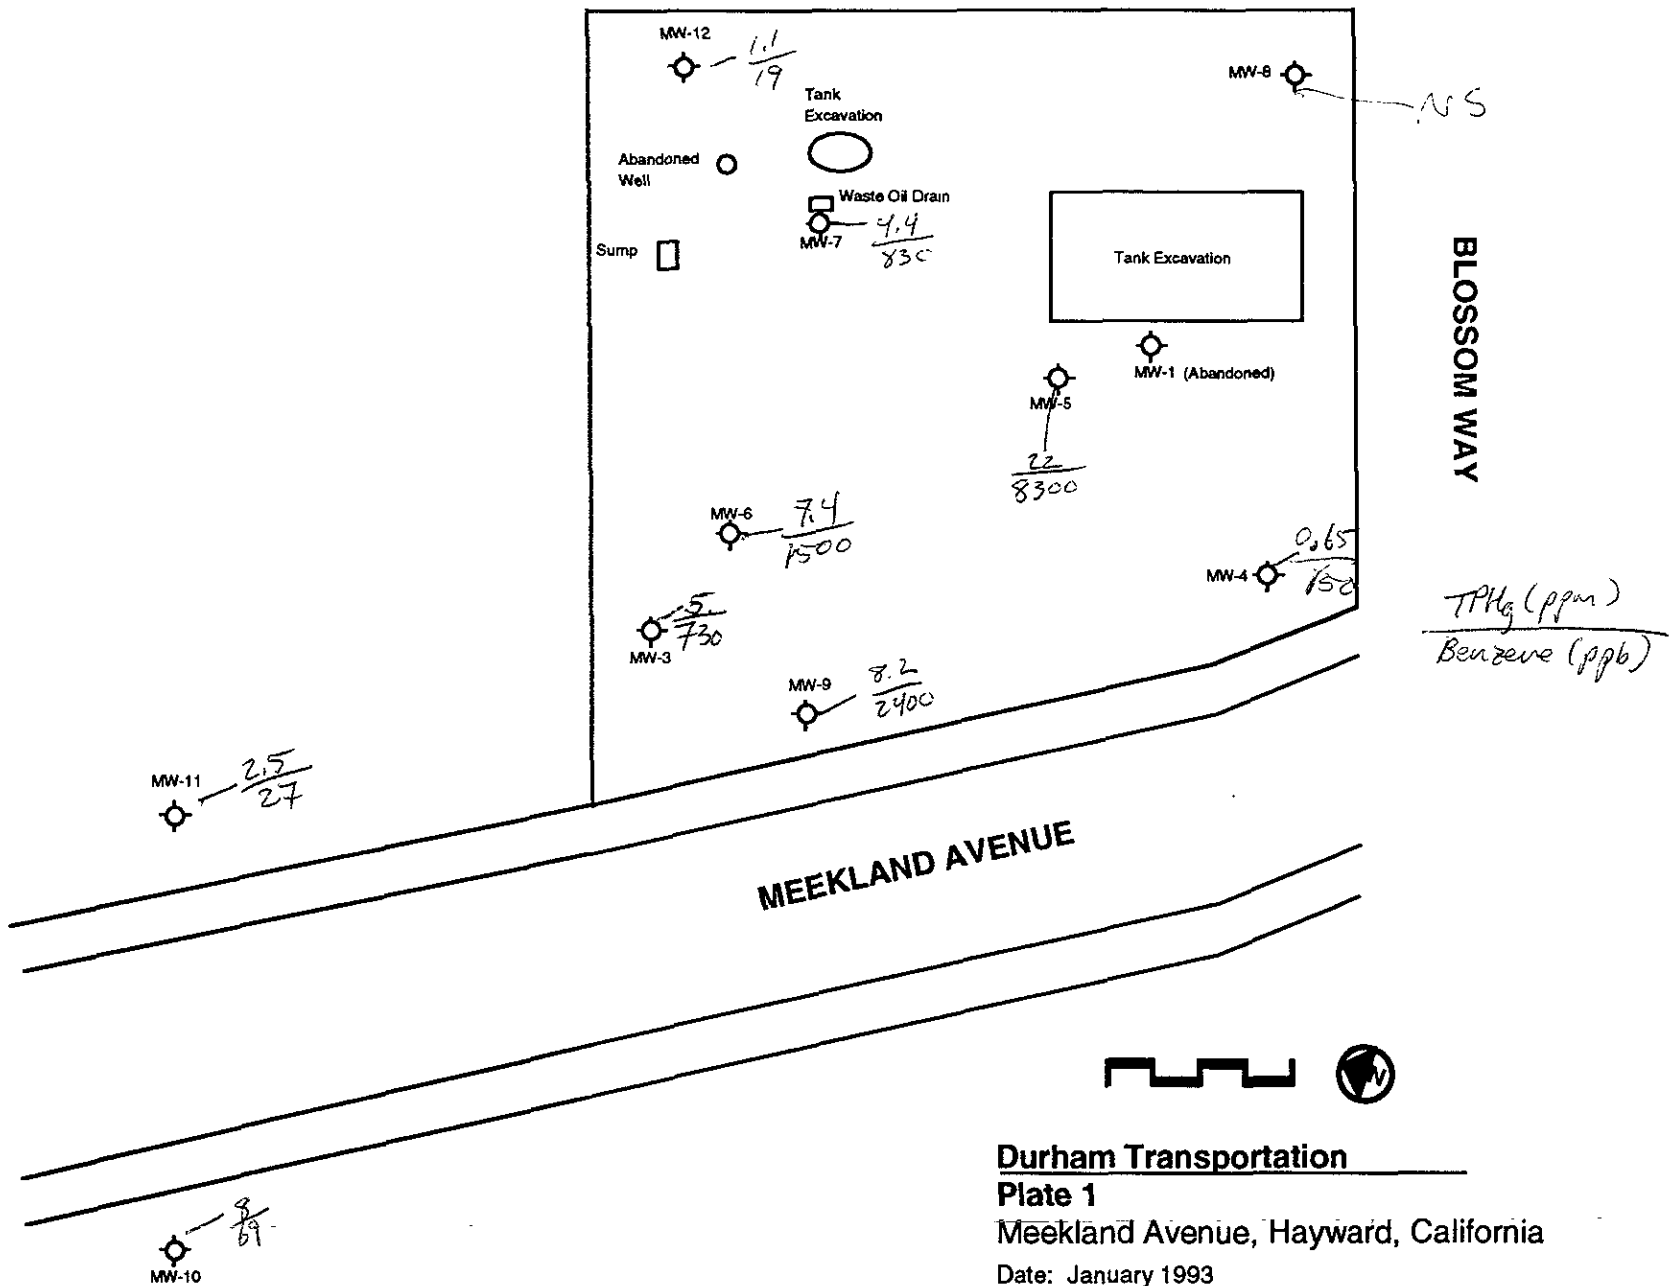 MW-12
1.1
19
MW-8
NS
Tank
Excavation
Abandoned
Well
Waste Oil Drain
MW-7
4.4
830
Sump
Tank Excavation
BLOSSOM WAY
MW-1 (Abandoned)
MW-5
22
8300
MW-6
7.4
1500
0.65
150
MW-4
TPHg (ppm)
Benzene (ppb)
5.
730
MW-3
MW-9
8.2
2400
MW-11
2.5
27
MEEKLAND AVENUE
N
8
69
MW-10
Durham Transportation
Plate 1
Meekland Avenue, Hayward, California
Date: January 1993